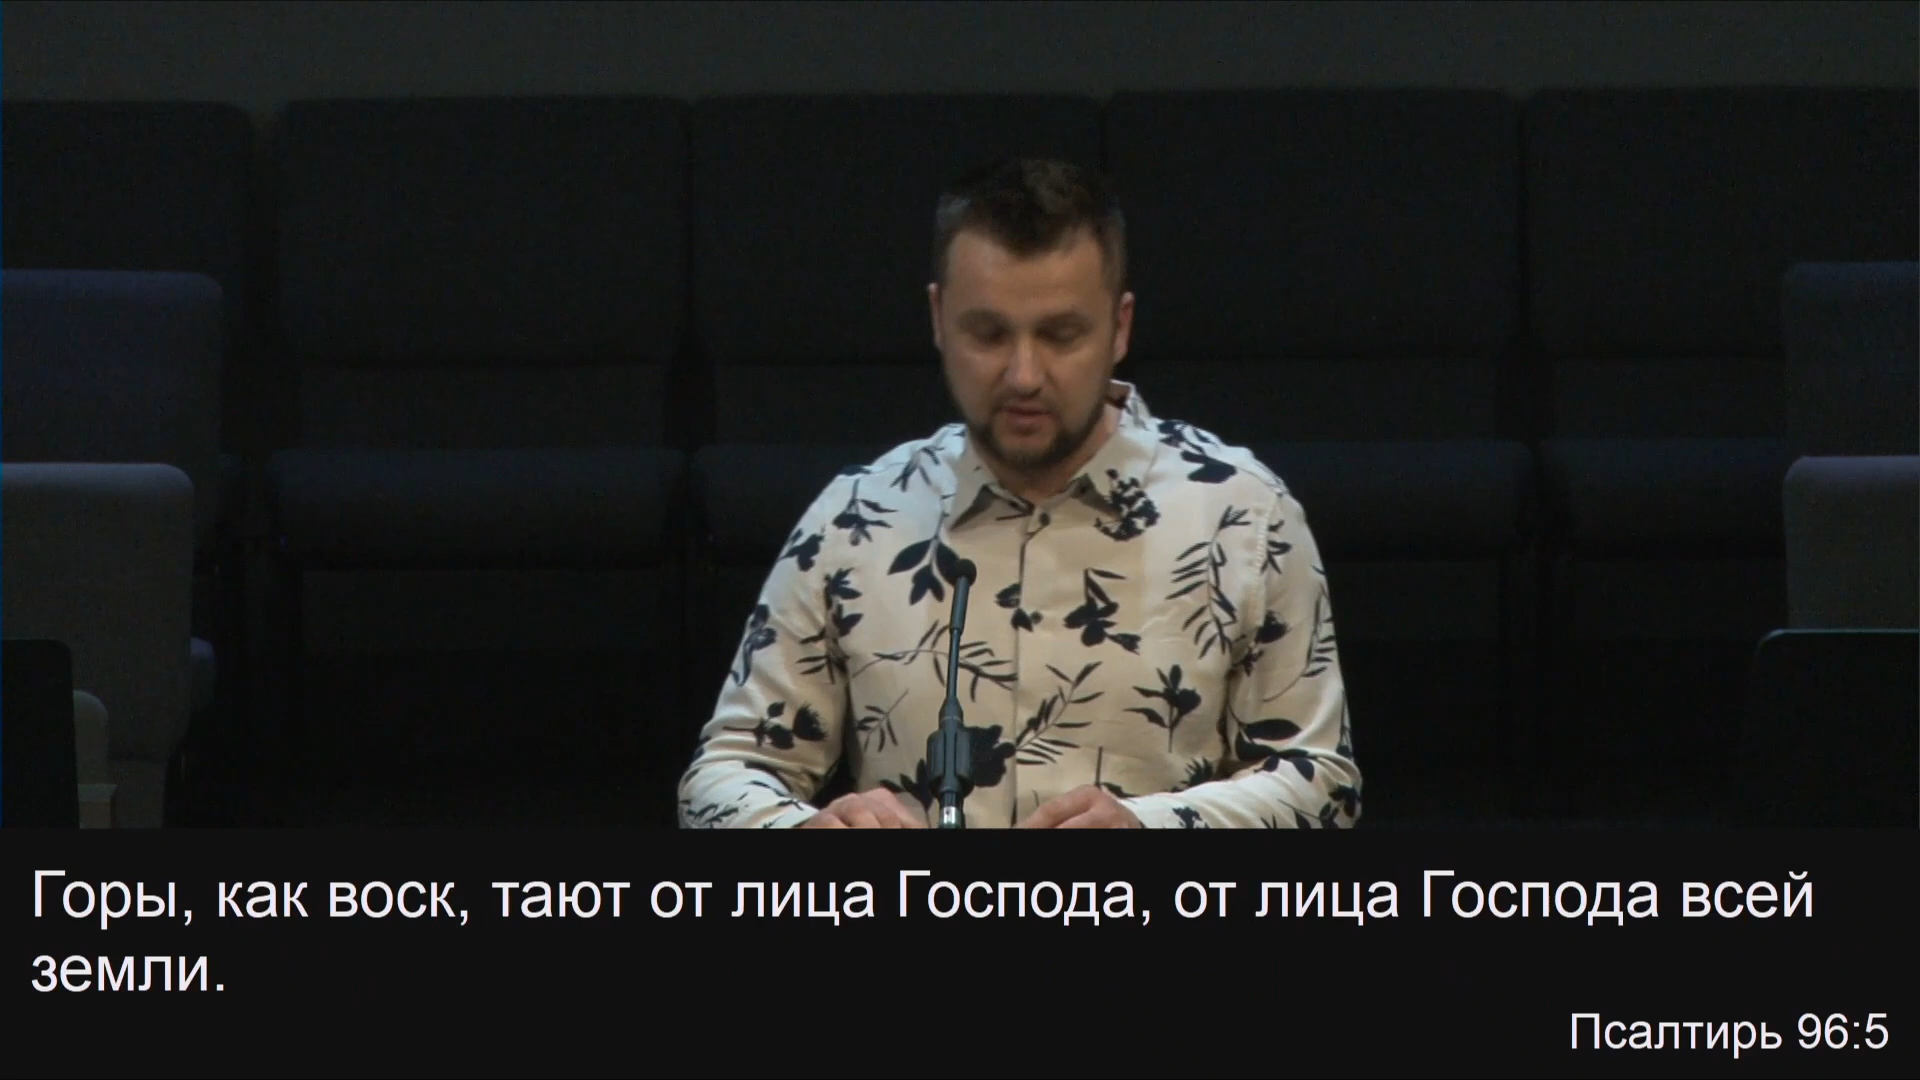 Горы, как воск, тают от лица Господа, от лица Господа всей
земли.
Псалтирь 96:5